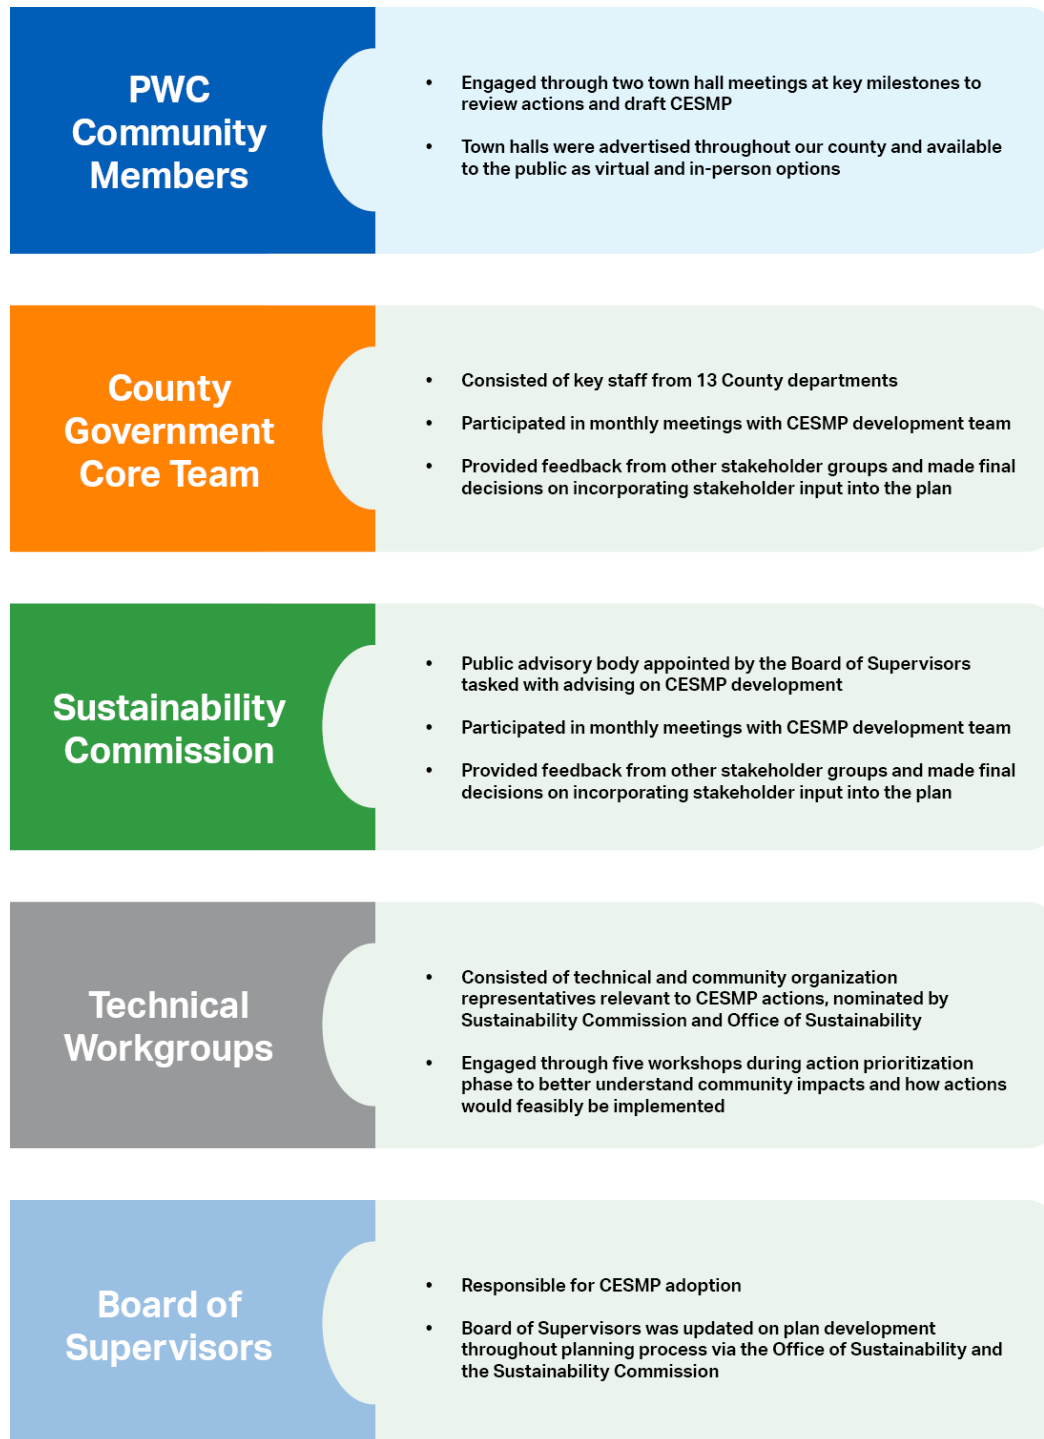 PWC
Community
Members
• Engaged through two town hall meetings at key milestones to
review actions and draft CESMP
• Town halls were advertised throughout our county and available
to the public as virtual and in-person options
County
Government
Core Team
• Consisted of key staff from 13 County departments
• Participated in monthly meetings with CESMP development team
• Provided feedback from other stakeholder groups and made final
decisions on incorporating stakeholder input into the plan
Sustainability
Commission
• Public advisory body appointed by the Board of Supervisors
tasked with advising on CESMP development
• Participated in monthly meetings with CESMP development team
• Provided feedback from other stakeholder groups and made final
decisions on incorporating stakeholder input into the plan
Technical
Workgroups
• Consisted of technical and community organization
representatives relevant to CESMP actions, nominated by
Sustainability Commission and Office of Sustainability
• Engaged through five workshops during action prioritization
phase to better understand community impacts and how actions
would feasibly be implemented
Board of
Supervisors
• Responsible for CESMP adoption
• Board of Supervisors was updated on plan development
throughout planning process via the Office of Sustainability and
the Sustainability Commission